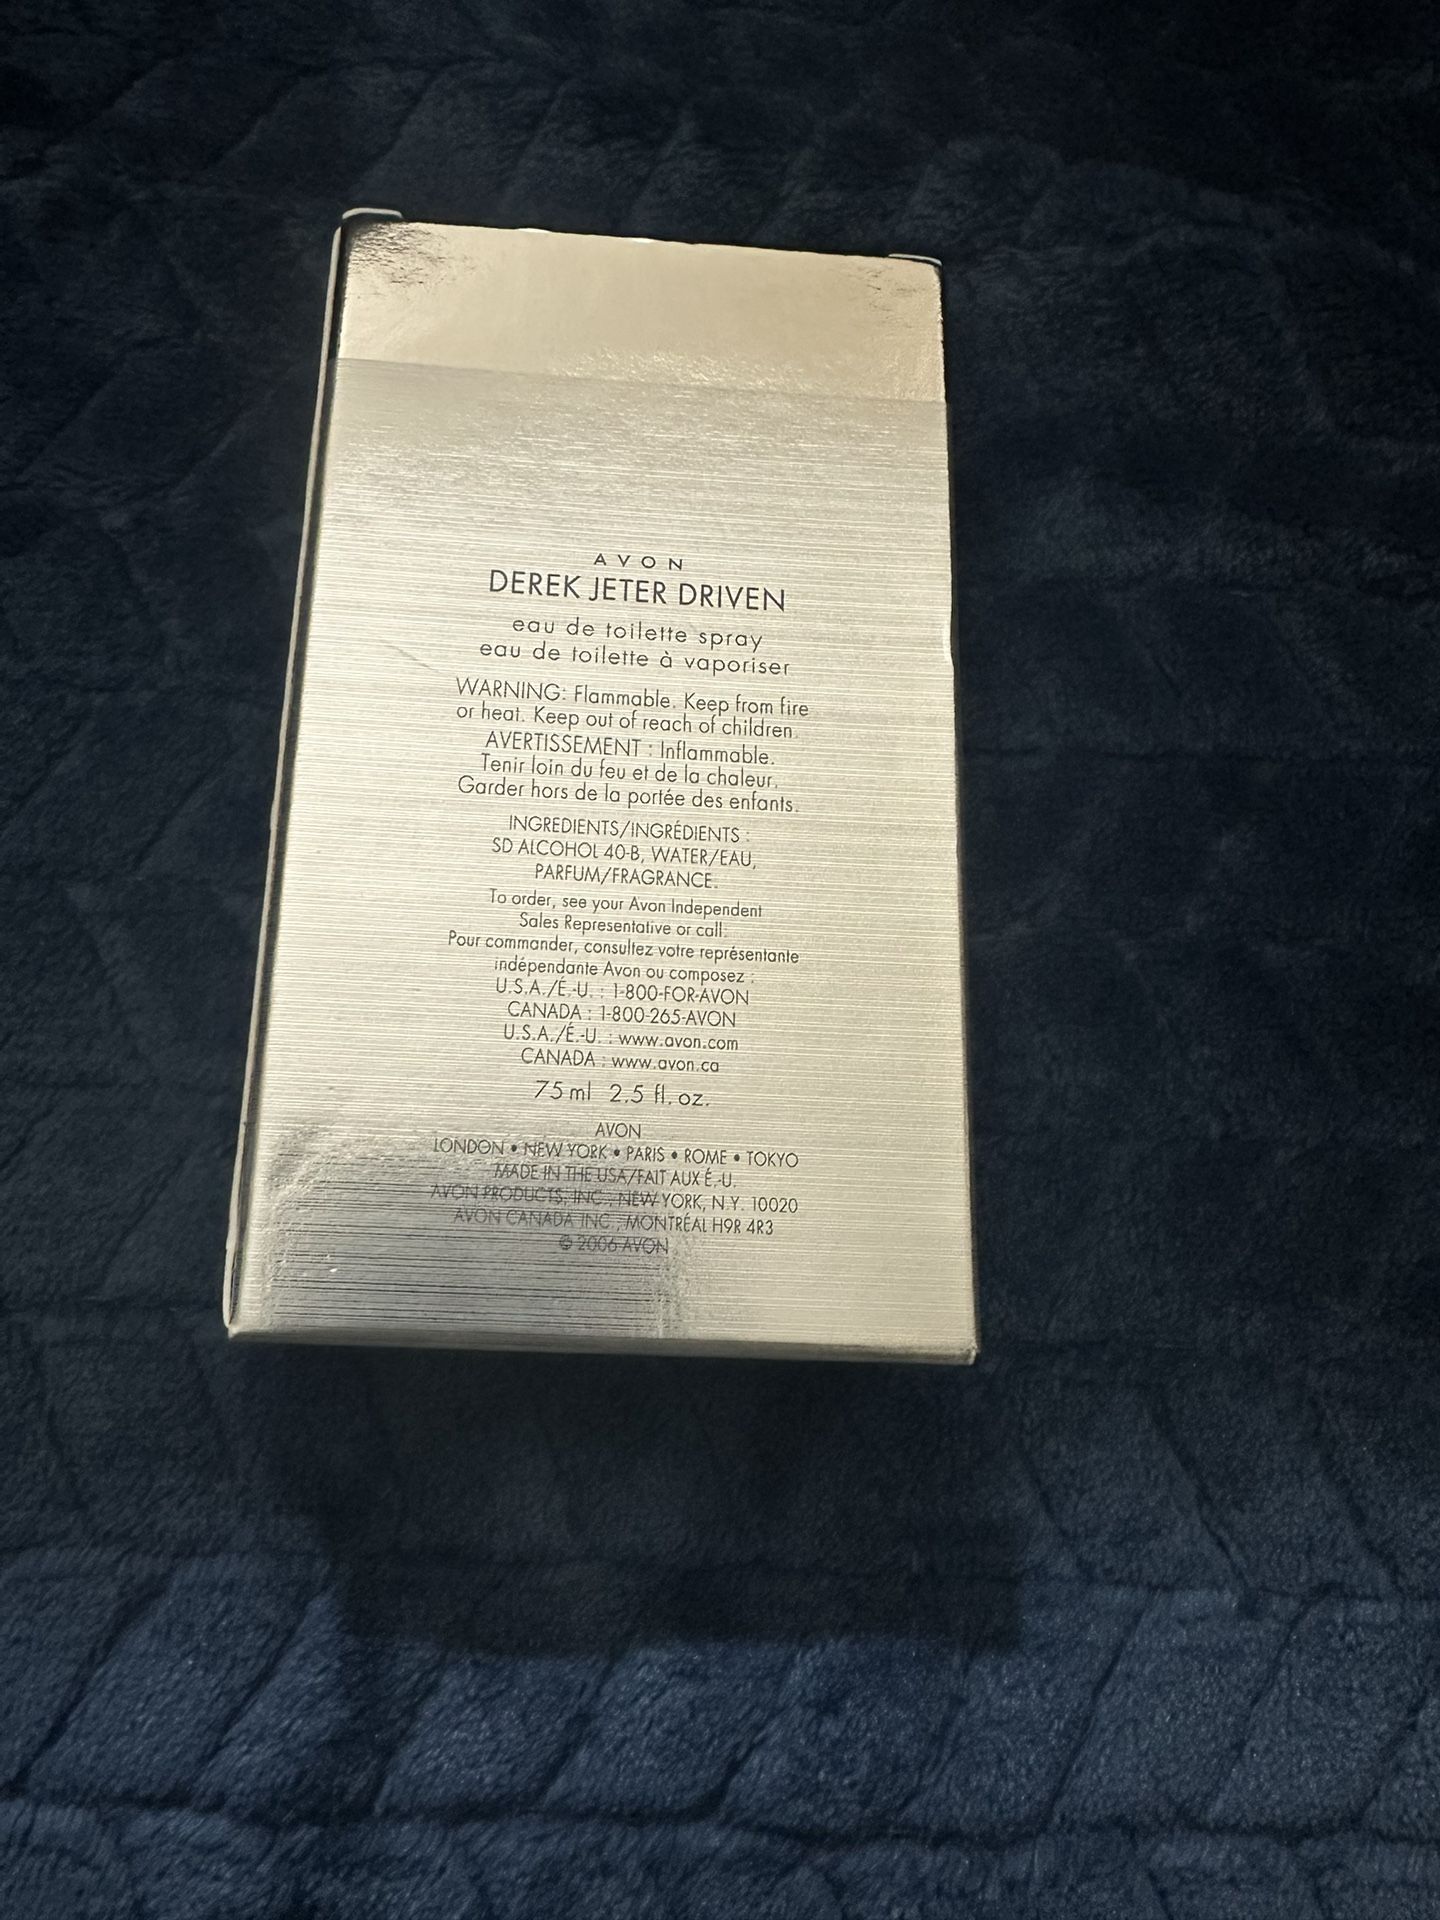 AVON
DEREK JETER DRIVEN
eau de toilette spray
eau de toilette à vaporiser
WARNING: Flammable. Keep from fire
or heat. Keep out of reach of children.
AVERTISSEMENT : Inflammable.
Tenir loin du feu et de la chaleur.
Garder hors de la portée des enfants.
INGREDIENTS/INGRÉDIENTS :
SD ALCOHOL 40-B, WATER/EAU,
PARFUM/FRAGRANCE.
To order, see your Avon Independent
Sales Representative or call:
Pour commander, consultez votre représentante
indépendante Avon ou composez :
U.S.A./É.-U. : 1-800-FOR-AVON
CANADA : 1-800-265-AVON
U.S.A./É.-U. : www.avon.com
CANADA : www.avon.ca
75 ml 2.5 fl. oz.
AVON
LONDON • NEW YORK • PARIS • ROME • TOKYO
MADE IN THE USA/FAIT AUX É.-U.
AVON PRODUCTS, INC., NEW YORK, N.Y. 10020
AVON CANADA INC., MONTRÉAL H9R 4R3
© 2006 AVON